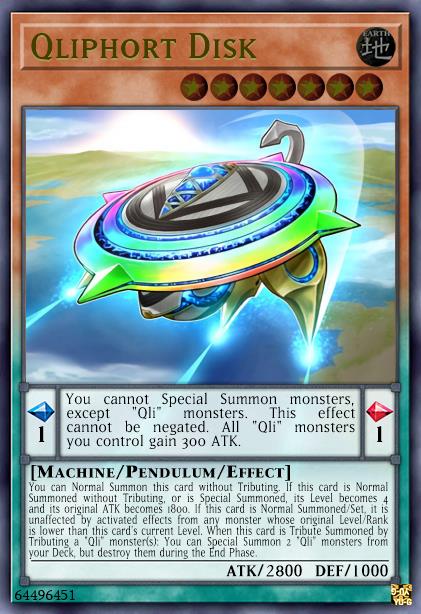 Qliphort Disk
EARTH
地
You cannot Special Summon monsters,
except "Qli" monsters. This effect
cannot be negated. All "Qli" monsters
you control gain 300 ATK.
1
1
[Machine/Pendulum/Effect]
You can Normal Summon this card without Tributing. If this card is Normal
Summoned without Tributing, or is Special Summoned, its Level becomes 4
and its original ATK becomes 1800. If this card is Normal Summoned/Set, it is
unaffected by activated effects from any monster whose original Level/Rank
is lower than this card's current Level. When this card is Tribute Summoned by
Tributing a "Qli" monster(s): You can Special Summon 2 "Qli" monsters from
your Deck, but destroy them during the End Phase.
ATK/2800 DEF/1000
64496451